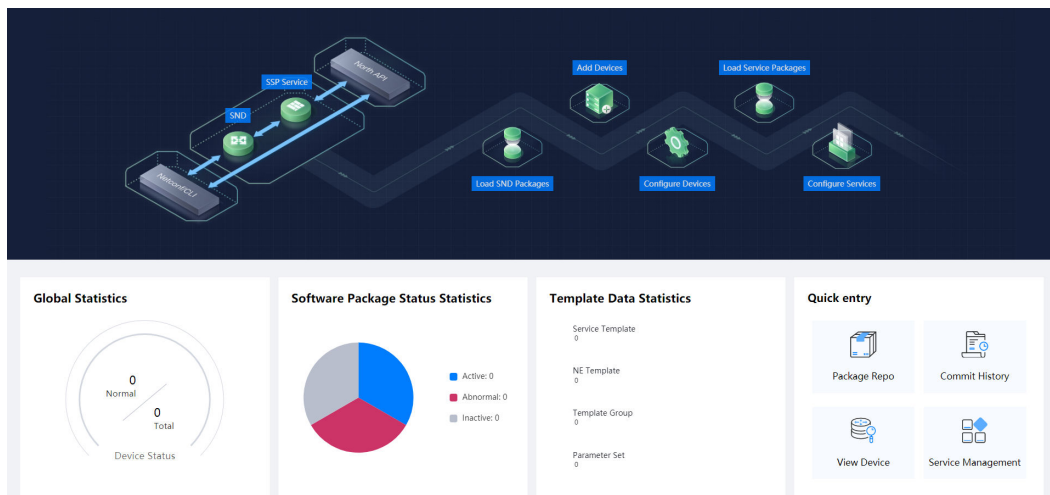 North API
SSP Service
SND
Netconf/CLI
Add Devices
Load Service Packages
Load SND Packages
Configure Devices
Configure Services
Global Statistics
0
Normal
0
Total
Device Status
Software Package Status Statistics
Active: 0
Abnormal: 0
Inactive: 0
Template Data Statistics
Service Template
0
NE Template
0
Template Group
0
Parameter Set
0
Quick entry
Package Repo
Commit History
View Device
Service Management